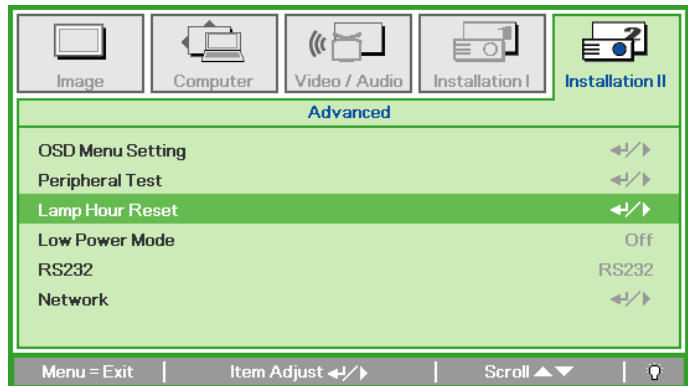 Image Computer Video / Audio Installation I Installation II
Advanced
OSD Menu Setting
Peripheral Test
Lamp Hour Reset
Low Power Mode Off
RS232 RS232
Network
Menu = Exit Item Adjust Scroll